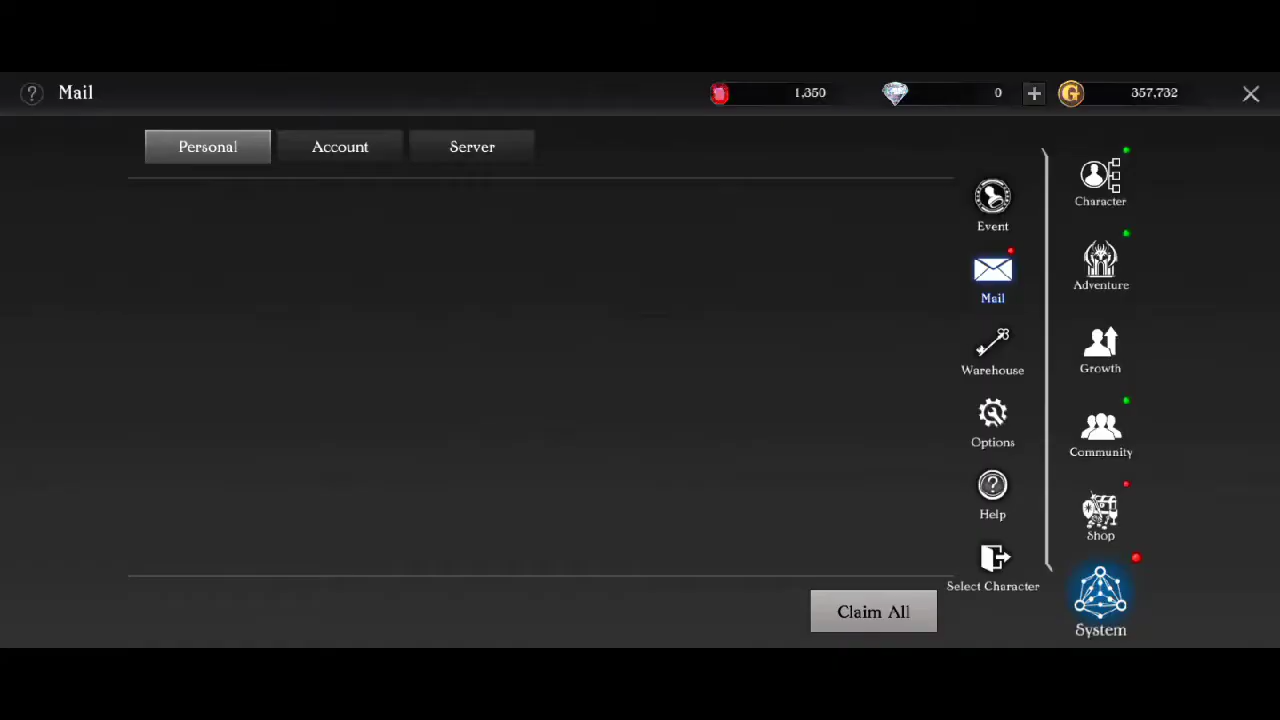 ? Mail
1,350
0
+
G 357,732
Personal
Account
Server
Event
Mail
Warehouse
Options
? Help
Select Character
Character
Adventure
Growth
Community
Shop
System
Claim All